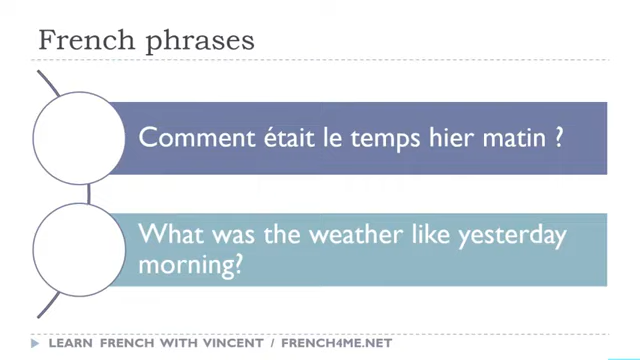 French phrases
Comment était le temps hier matin ?
What was the weather like yesterday
morning?
LEARN FRENCH WITH VINCENT / FRENCH4ME.NET